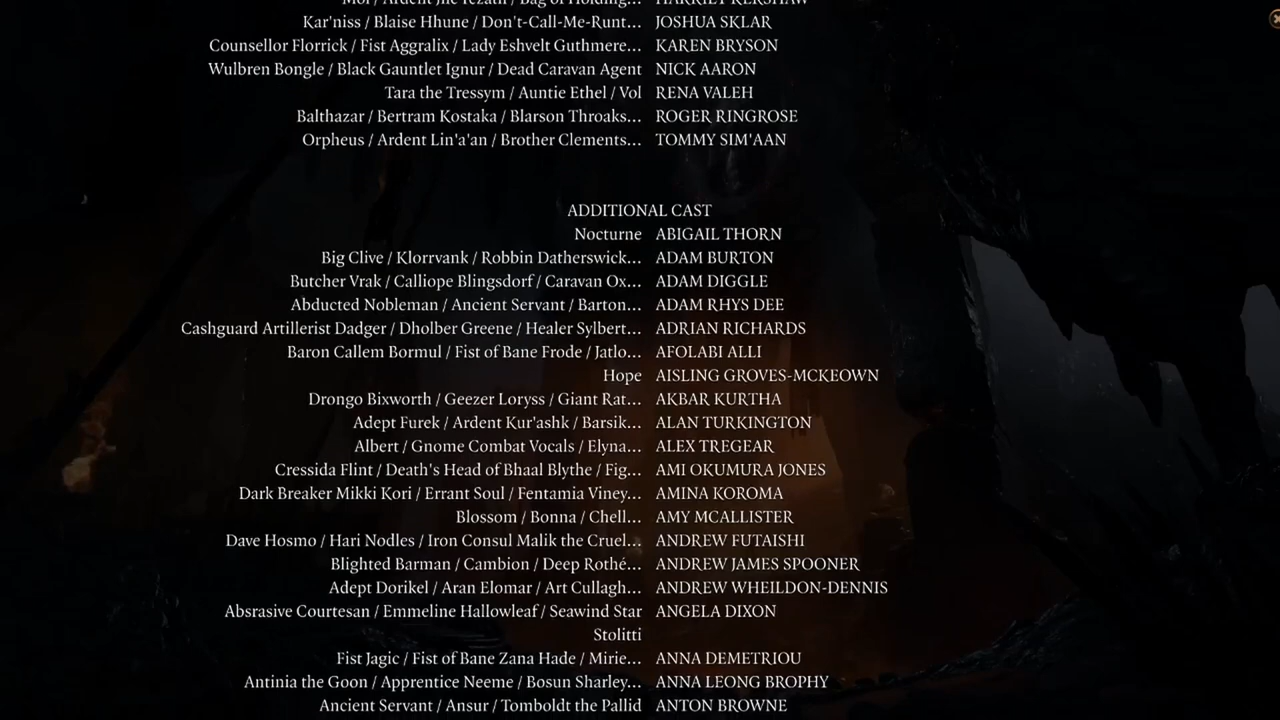 Mol / Ardent Jhe'rezath / Bag of Holding... HARRIET KERSHAW
Kar'niss / Blaise Hhune / Don't-Call-Me-Runt... JOSHUA SKLAR
Counsellor Florrick / Fist Aggralix / Lady Eshvelt Guthmere... KAREN BRYSON
Wulbren Bongle / Black Gauntlet Ignur / Dead Caravan Agent NICK AARON
Tara the Tressym / Auntie Ethel / Vol RENA VALEH
Balthazar / Bertram Kostaka / Blarson Throaks... ROGER RINGROSE
Orpheus / Ardent Lin'a'an / Brother Clements... TOMMY SIM'AAN
ADDITIONAL CAST
Nocturne ABIGAIL THORN
Big Clive / Klorrvank / Robbin Datherswick... ADAM BURTON
Butcher Vrak / Calliope Blingsdorf / Caravan Ox... ADAM DIGGLE
Abducted Nobleman / Ancient Servant / Barton... ADAM RHYS DEE
Cashguard Artillerist Dadger / Dholber Greene / Healer Sylbert... ADRIAN RICHARDS
Baron Callem Bormul / Fist of Bane Frode / Jatlo... AFOLABI ALLI
Hope AISLING GROVES-MCKEOWN
Drongo Bixworth / Geezer Loryss / Giant Rat... AKBAR KURTHA
Adept Furek / Ardent Kur'ashk / Barsik... ALAN TURKINGTON
Albert / Gnome Combat Vocals / Elyna... ALEX TREGEAR
Cressida Flint / Death's Head of Bhaal Blythe / Fig... AMI OKUMURA JONES
Dark Breaker Mikki Kori / Errant Soul / Fentamia Viney... AMINA KOROMA
Blossom / Bonna / Chell... AMY MCALLISTER
Dave Hosmo / Hari Nodles / Iron Consul Malik the Cruel... ANDREW FUTAISHI
Blighted Barman / Cambion / Deep Rothé... ANDREW JAMES SPOONER
Adept Dorikel / Aran Elomar / Art Cullagh... ANDREW WHEILDON-DENNIS
Absrasive Courtesan / Emmeline Hallowleaf / Seawind Star ANGELA DIXON
Stolitti
Fist Jagic / Fist of Bane Zana Hade / Mirie... ANNA DEMETRIOU
Antinia the Goon / Apprentice Neeme / Bosun Sharley... ANNA LEONG BROPHY
Ancient Servant / Ansur / Tomboldt the Pallid ANTON BROWNE